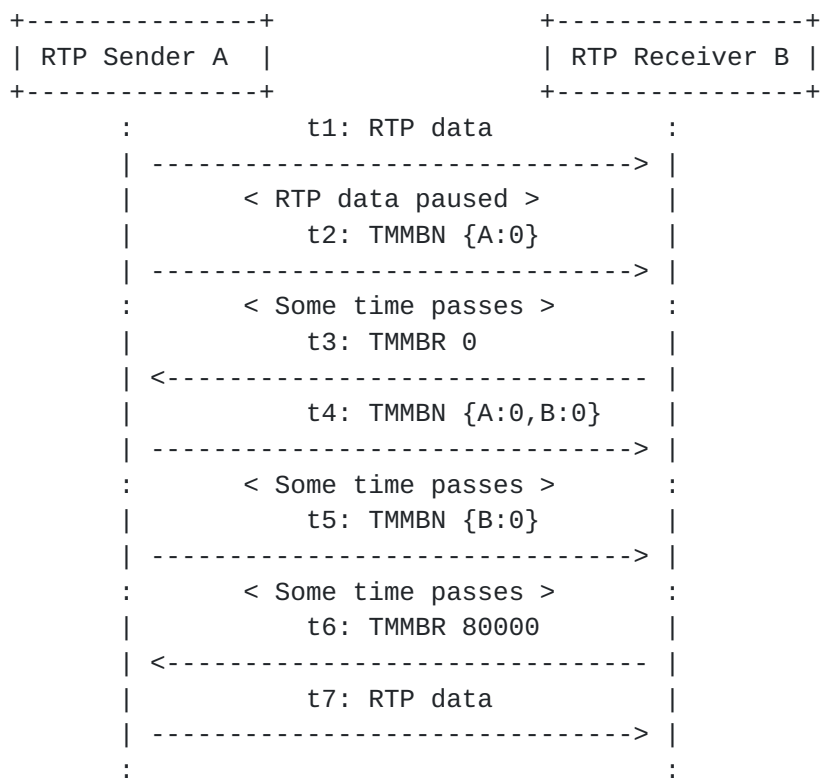 +---------------+                 +----------------+
| RTP Sender A  |                 | RTP Receiver B |
+---------------+                 +----------------+
       :           t1: RTP data           :
       | -------------------------------> |
       |       < RTP data paused >        |
       |           t2: TMMBN {A:0}        |
       | -------------------------------> |
       :       < Some time passes >       :
       |           t3: TMMBR 0            |
       | <------------------------------- |
       |           t4: TMMBN {A:0,B:0}    |
       | -------------------------------> |
       :       < Some time passes >       :
       |           t5: TMMBN {B:0}        |
       | -------------------------------> |
       :       < Some time passes >       :
       |           t6: TMMBR 80000        |
       | <------------------------------- |
       |           t7: RTP data           |
       | -------------------------------> |
       :                                  :